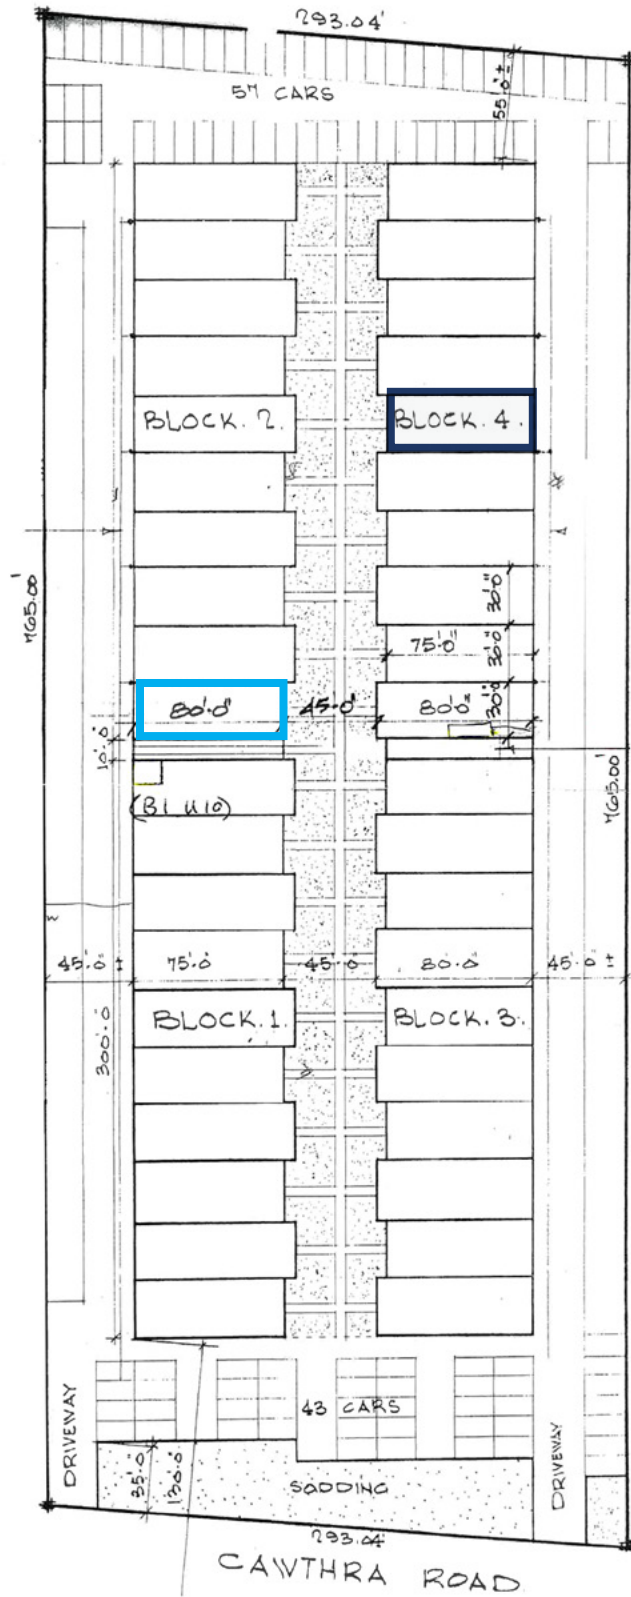 293.04'
57 CARS
55'.0" ±
BLOCK. 2.
BLOCK. 4.
765.00'
30'.0"
75'.0"
30'.0"
80'.0"
45'.0"
80'.0"
30'.0"
10'.0"
765.00'
(B1 U10)
45'.0" ±
75'.0"
45'.0"
80.0"
45'.0" ±
BLOCK. 1.
BLOCK. 3.
300'.0"
43 CARS
DRIVEWAY
DRIVEWAY
35'.0"
130'.0"
SODDING
293.04'
CAWTHRA ROAD